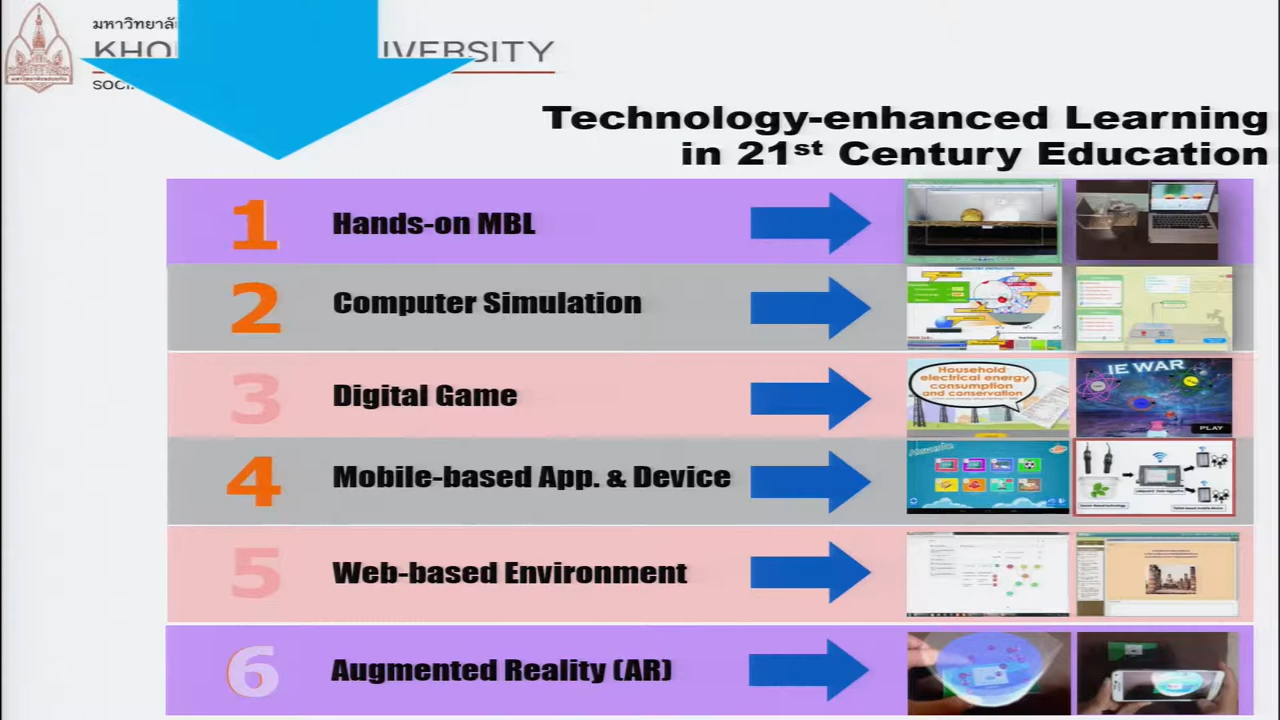 มหาวิทยาลั
KHO IVERSITY
Technology-enhanced Learning
in 21st Century Education
1 Hands-on MBL
2 Computer Simulation
3 Digital Game
Household
electrical energy
consumption
and conservation
IE WAR
PLAY
4 Mobile-based App. & Device
5 Web-based Environment
6 Augmented Reality (AR)